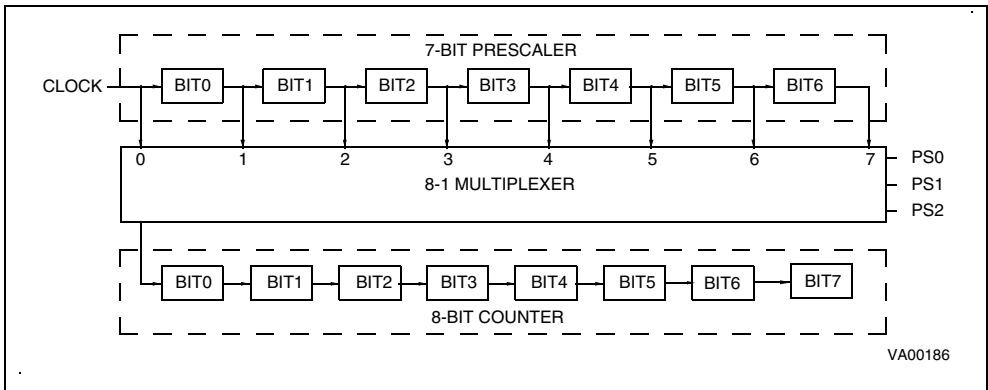 7-BIT PRESCALER
CLOCK BIT0 BIT1 BIT2 BIT3 BIT4 BIT5 BIT6
0 1 2 3 4 5 6 7 PS0
8-1 MULTIPLEXER PS1
PS2
BIT0 BIT1 BIT2 BIT3 BIT4 BIT5 BIT6 BIT7
8-BIT COUNTER
VA00186